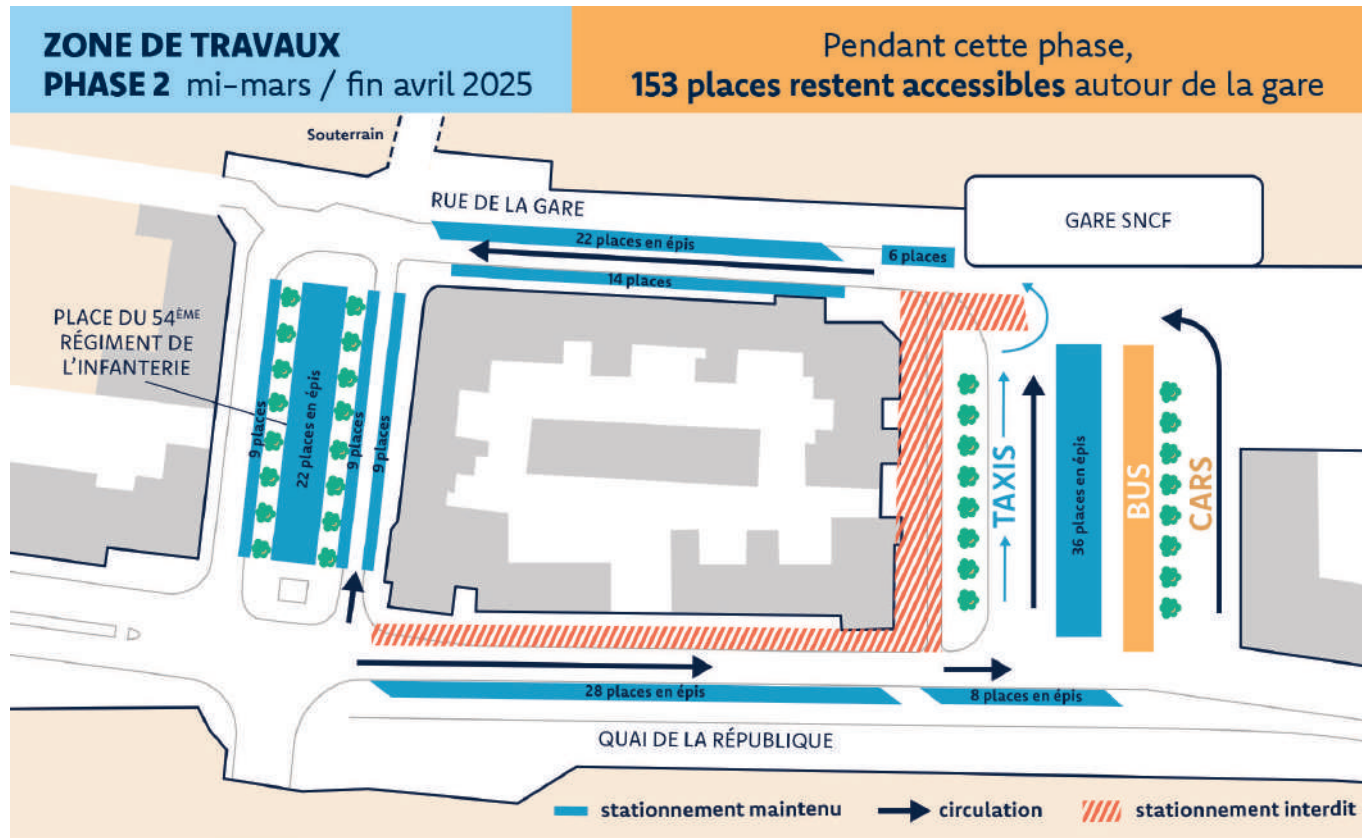 ZONE DE TRAVAUX
PHASE 2 mi-mars / fin avril 2025
Pendant cette phase,
153 places restent accessibles autour de la gare
Souterrain
RUE DE LA GARE
GARE SNCF
22 places en épis
6 places
14 places
PLACE DU 54ÈME
RÉGIMENT DE
L'INFANTERIE
9 places
22 places en épis
9 places
9 places
TAXIS
36 places en épis
BUS
CARS
28 places en épis
8 places en épis
QUAI DE LA RÉPUBLIQUE
stationnement maintenu
circulation
stationnement interdit